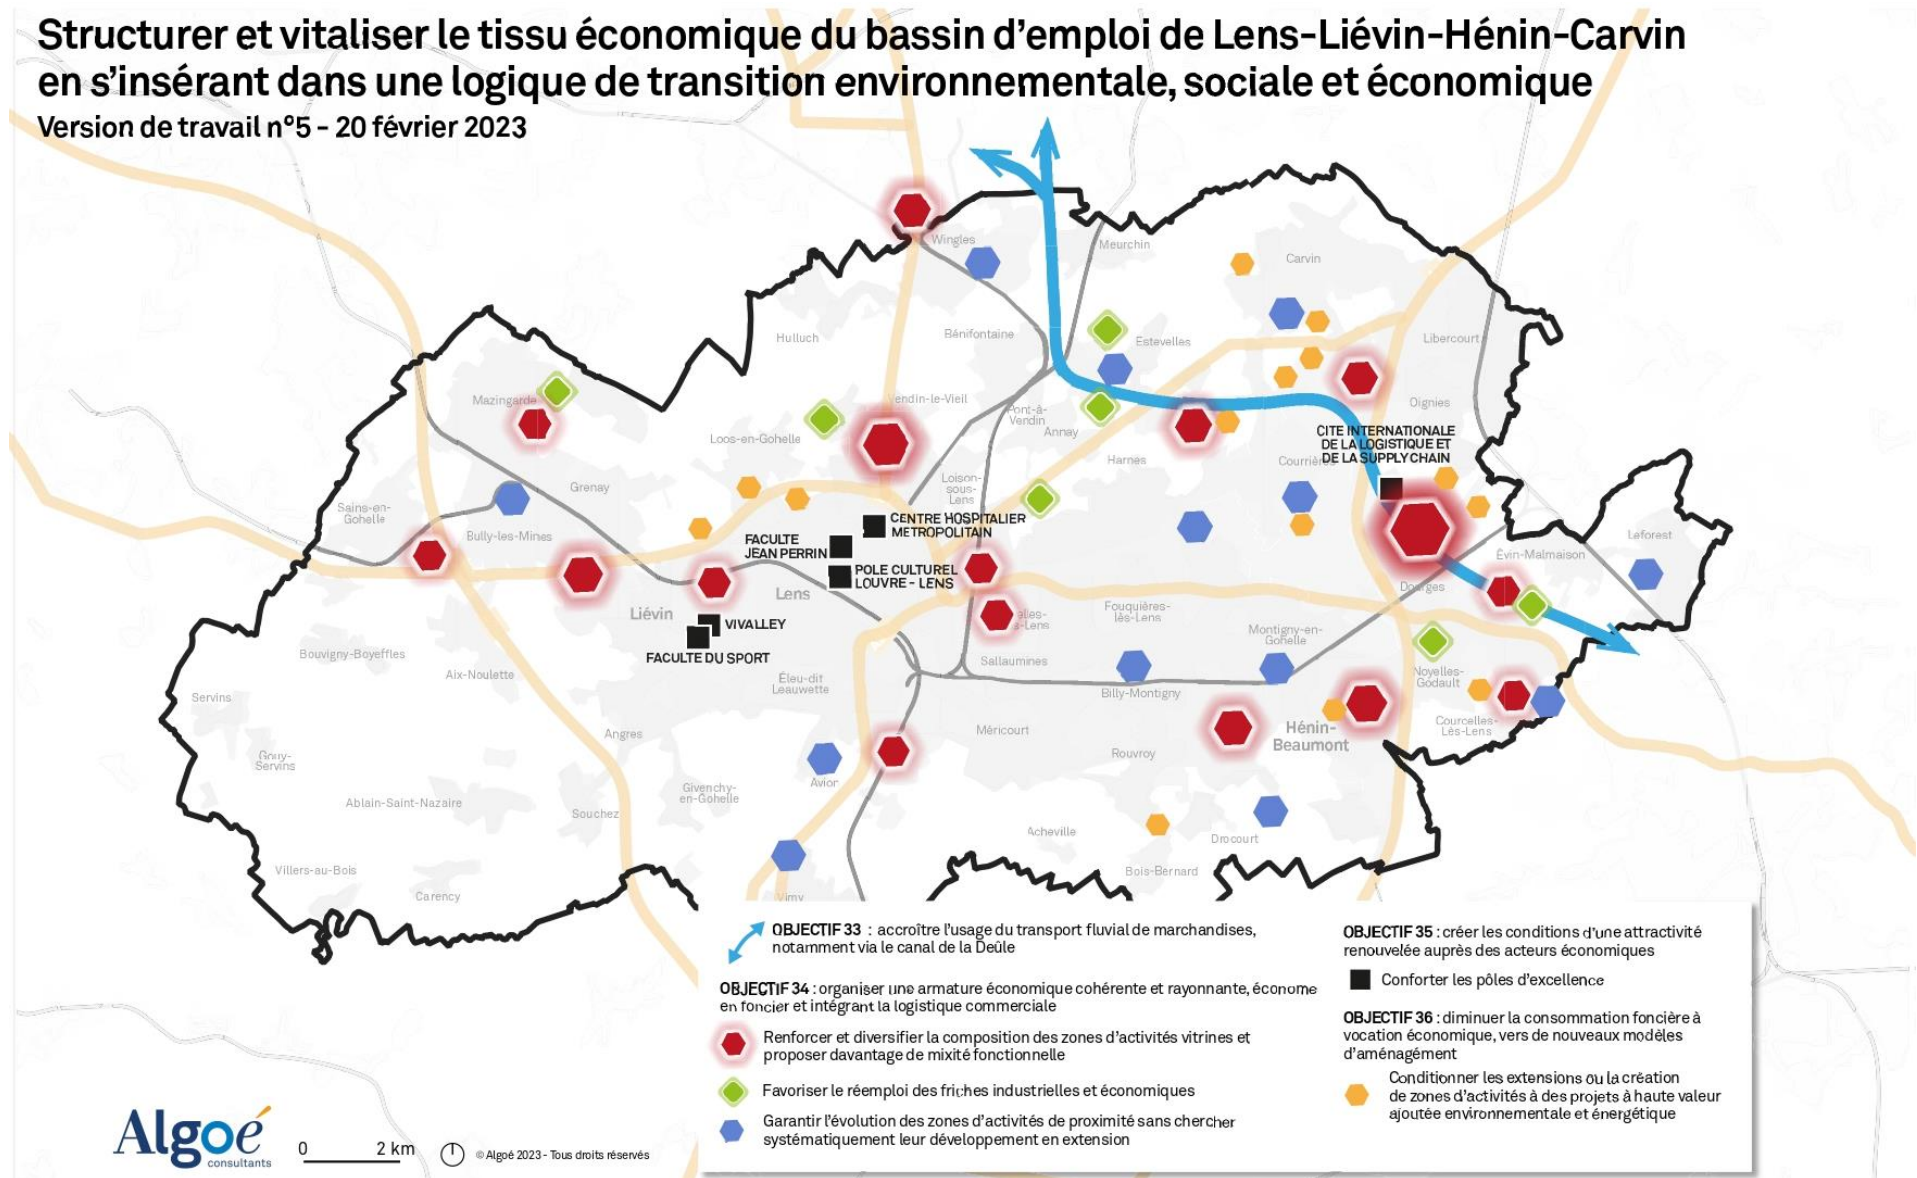 Structurer et vitaliser le tissu économique du bassin d’emploi de Lens-Liévin-Hénin-Carvin
en s’insérant dans une logique de transition environnementale, sociale et économique
Version de travail n°5 - 20 février 2023
Wingles
Meurchin
Carvin
Hulluch
Bénifontaine
Estevelles
Libercourt
Mazingarde
Vendin-le-Vieil
Pont-à-
Vendin
Annay
Oignies
Loos-en-Gohelle
CITE INTERNATIONALE
DE LA LOGISTIQUE ET
DE LA SUPPLY CHAIN
Harnes
Courrières
Grenay
Loison-
sous-
Lens
Sains-en-
Gohelle
CENTRE HOSPITALIER
METROPOLITAIN
Bully-les-Mines
FACULTE
JEAN PERRIN
Leforest
Évin-Malmaison
POLE CULTUREL
LOUVRE - LENS
Dourges
Lens
Liévin
elles-
s-Lens
Fouquières-
lès-Lens
VIVALLEY
Montigny-en-
Gohelle
FACULTE DU SPORT
Bouvigny-Boyeffles
Aix-Noulette
Sallaumines
Noyelles-
Godault
Éleu-dit
Leauwette
Billy-Montigny
Servins
Angres
Méricourt
Hénin-
Beaumont
Courcelles-
Lès-Lens
Gouy-
Servins
Rouvroy
Avion
Givenchy-
en-Gohelle
Ablain-Saint-Nazaire
Souchez
Acheville
Drocourt
Villers-au-Bois
Bois-Bernard
Carency
Vimy
OBJECTIF 33 : accroître l’usage du transport fluvial de marchandises,
notamment via le canal de la Deûle
OBJECTIF 34 : organiser une armature économique cohérente et rayonnante, économe
en foncier et intégrant la logistique commerciale
Renforcer et diversifier la composition des zones d’activités vitrines et
proposer davantage de mixité fonctionnelle
Favoriser le réemploi des friches industrielles et économiques
Garantir l’évolution des zones d’activités de proximité sans chercher
systématiquement leur développement en extension
OBJECTIF 35 : créer les conditions d’une attractivité
renouvelée auprès des acteurs économiques
Conforter les pôles d’excellence
OBJECTIF 36 : diminuer la consommation foncière à
vocation économique, vers de nouveaux modèles
d’aménagément
Conditionner les extensions ou la création
de zones d’activités à des projets à haute valeur
ajoutée environnementale et énergétique
Algoé
consultants
0 2 km
© Algoé 2023 - Tous droits réservés